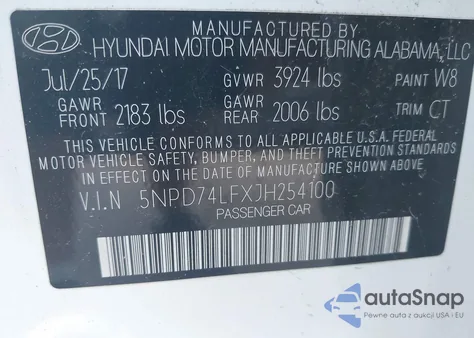 MANUFACTURED BY
HYUNDAI MOTOR MANUFACTURING ALABAMA, LLC
Jul/25/17 GVWR 3924 lbs PAINT W8
GAWR FRONT 2183 lbs GAWR REAR 2006 lbs TRIM CT
THIS VEHICLE CONFORMS TO ALL APPLICABLE U.S.A. FEDERAL
MOTOR VEHICLE SAFETY, BUMPER, AND THEFT PREVENTION STANDARDS
IN EFFECT ON THE DATE OF MANUFACTURE SHOWN ABOVE.
V.I.N 5NPD74LFXJH254100
PASSENGER CAR
autoSnap
Auta z aukcji USA i EU